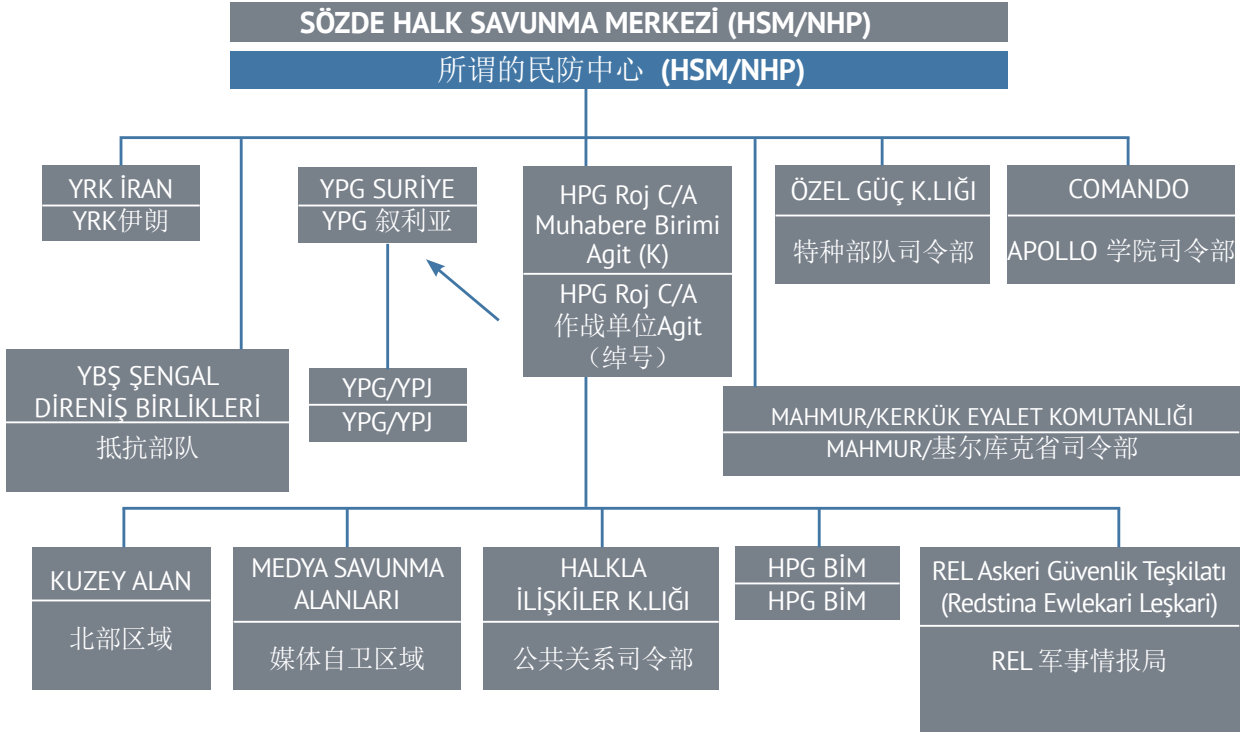 SÖZDE HALK SAVUNMA MERKEZİ (HSM/NHP)
所谓的民防中心 (HSM/NHP)
YRK İRAN
YRK伊朗
YPG SURİYE
YPG 叙利亚
HPG Roj C/A
Muhabere Birimi
Agit (K)
HPG Roj C/A
作战单位Agit
（绰号）
ÖZEL GÜÇ K.LIĞI
特种部队司令部
COMANDO
APOLLO 学院司令部
YBŞ ŞENGAL
DİRENİŞ BİRLİKLERİ
抵抗部队
YPG/YPJ
YPG/YPJ
MAHMUR/KERKÜK EYALET KOMUTANLIĞI
MAHMUR/基尔库克省司令部
KUZEY ALAN
北部区域
MEDYA SAVUNMA
ALANLARI
媒体自卫区域
HALKLA
İLİŞKİLER K.LIĞI
公共关系司令部
HPG BİM
HPG BİM
REL Askeri Güvenlik Teşkilatı
(Redstina Ewlekari Leşkari)
REL 军事情报局